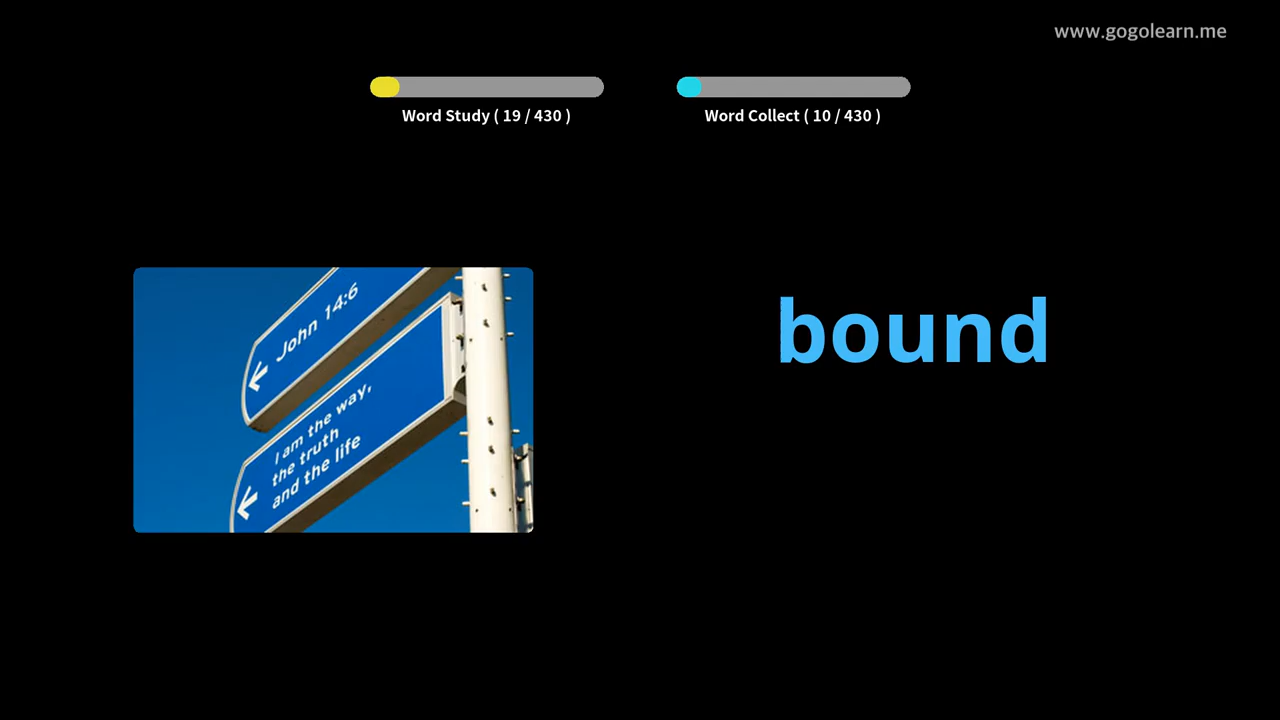 www.gogolearn.me
Word Study ( 19 / 430 )
Word Collect ( 10 / 430 )
John 14:6
I am the way,
the truth
and the life
bound